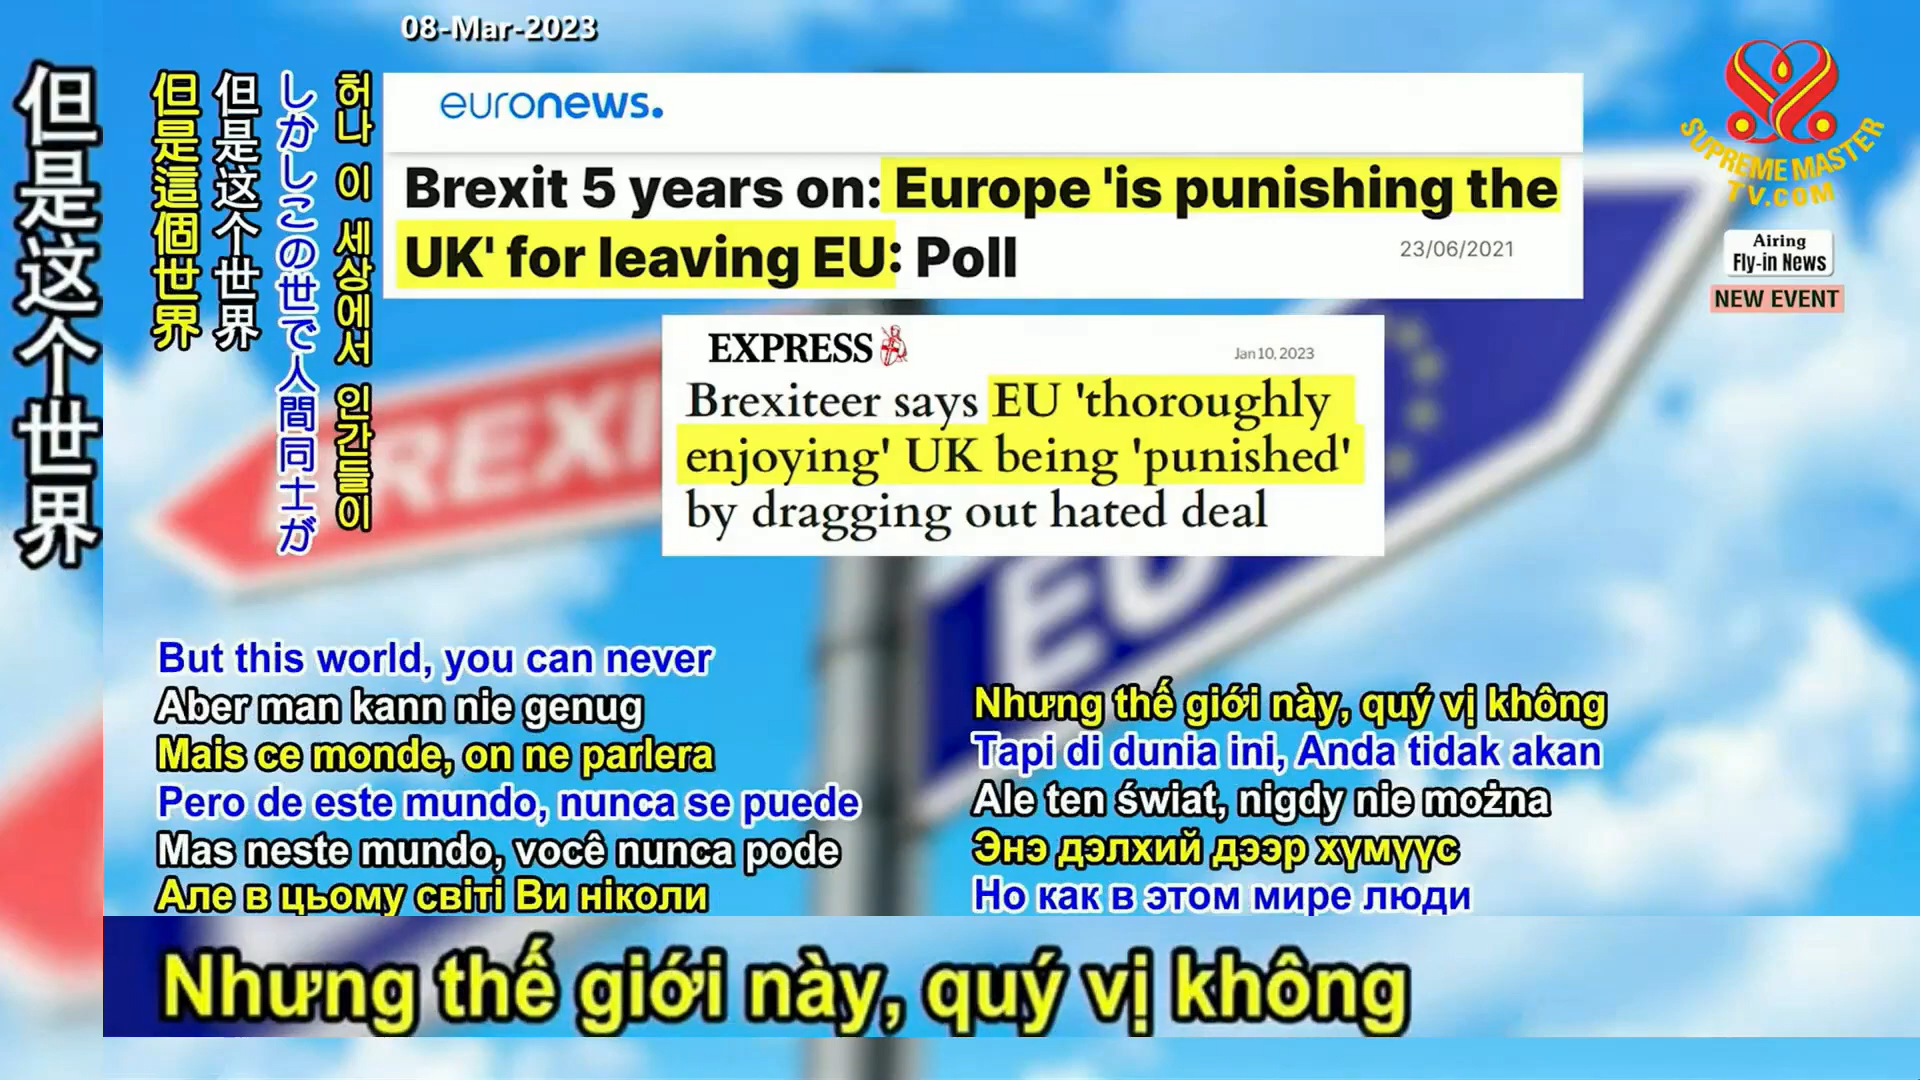 08-Mar-2023
但是这个世界
但是這個世界
但是这个世界
しかしこの世で人間同士が
허나 이 세상에서 인간들이
euronews.
Brexit 5 years on: Europe 'is punishing the
UK' for leaving EU: Poll
23/06/2021
SUPREME MASTER
TV.COM
Airing
Fly-in News
NEW EVENT
EXPRESS
Jan 10, 2023
Brexiteer says EU 'thoroughly
enjoying' UK being 'punished'
by dragging out hated deal
BREXI
EU
But this world, you can never
Aber man kann nie genug
Mais ce monde, on ne parlera
Pero de este mundo, nunca se puede
Mas neste mundo, você nunca pode
Але в цьому світі Ви ніколи
Nhưng thế giới này, quý vị không
Tapi di dunia ini, Anda tidak akan
Ale ten świat, nigdy nie można
Энэ дэлхий дээр хүмүүс
Но как в этом мире люди
Nhưng thế giới này, quý vị không